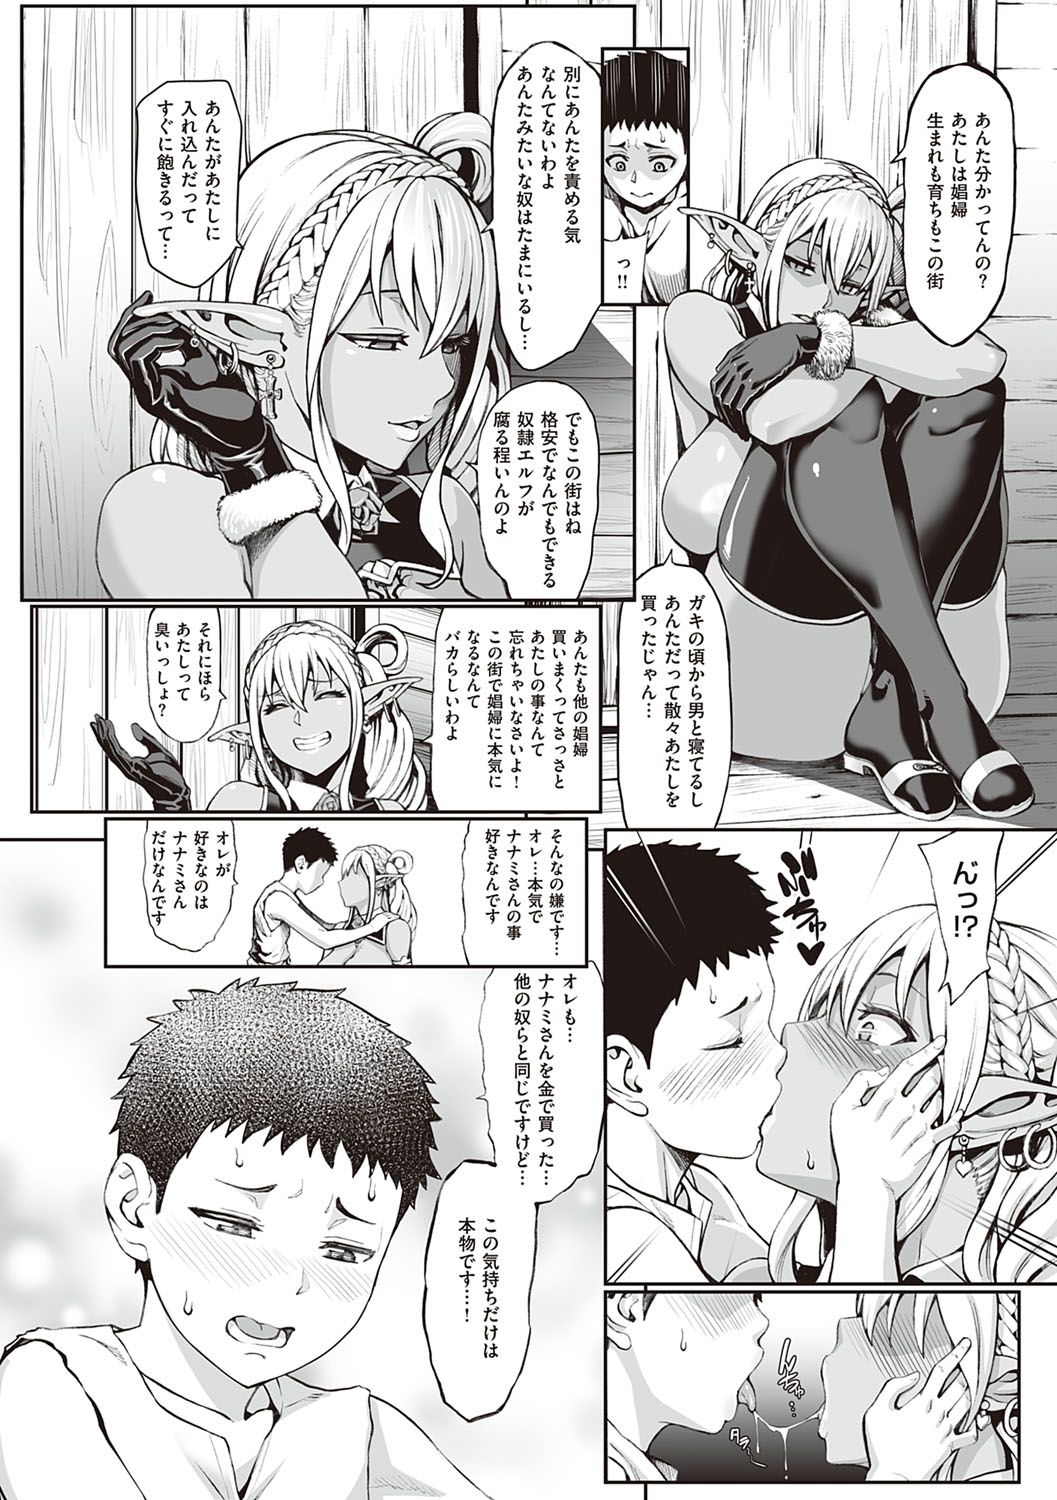 あんた分かってんの?
あたしは娼婦
生まれも育ちもこの街
ガキの頃から男と寝てるし
あんただって散々あたしを
買ったじゃん…
っ!!
別にあんたを責める気
なんてないわよ
あんたみたいな奴はたまにいるし…
あんたがあたしに
入れ込んだって
すぐに飽きるって…
でもこの街はね
格安でなんでもできる
奴隷エルフが
腐る程いんのよ
あんたも他の娼婦
買いまくってさっさと
あたしの事なんて
忘れちゃいなさいよ!
この街で娼婦に本気に
なるなんて
バカらしいわよ
それにほら
あたしって
臭いっしょ?
んっ!?
ぶちゅ♥
んちゅ…
タラ〜
そんなの嫌です…
オレ…本気で
ナナミさんの事
好きなんです
オレが
好きなのは
ナナミさん
だけなんです
オレも…
ナナミさんを金で買った…
他の奴らと同じですけど…
この気持ちだけは
本物です…!